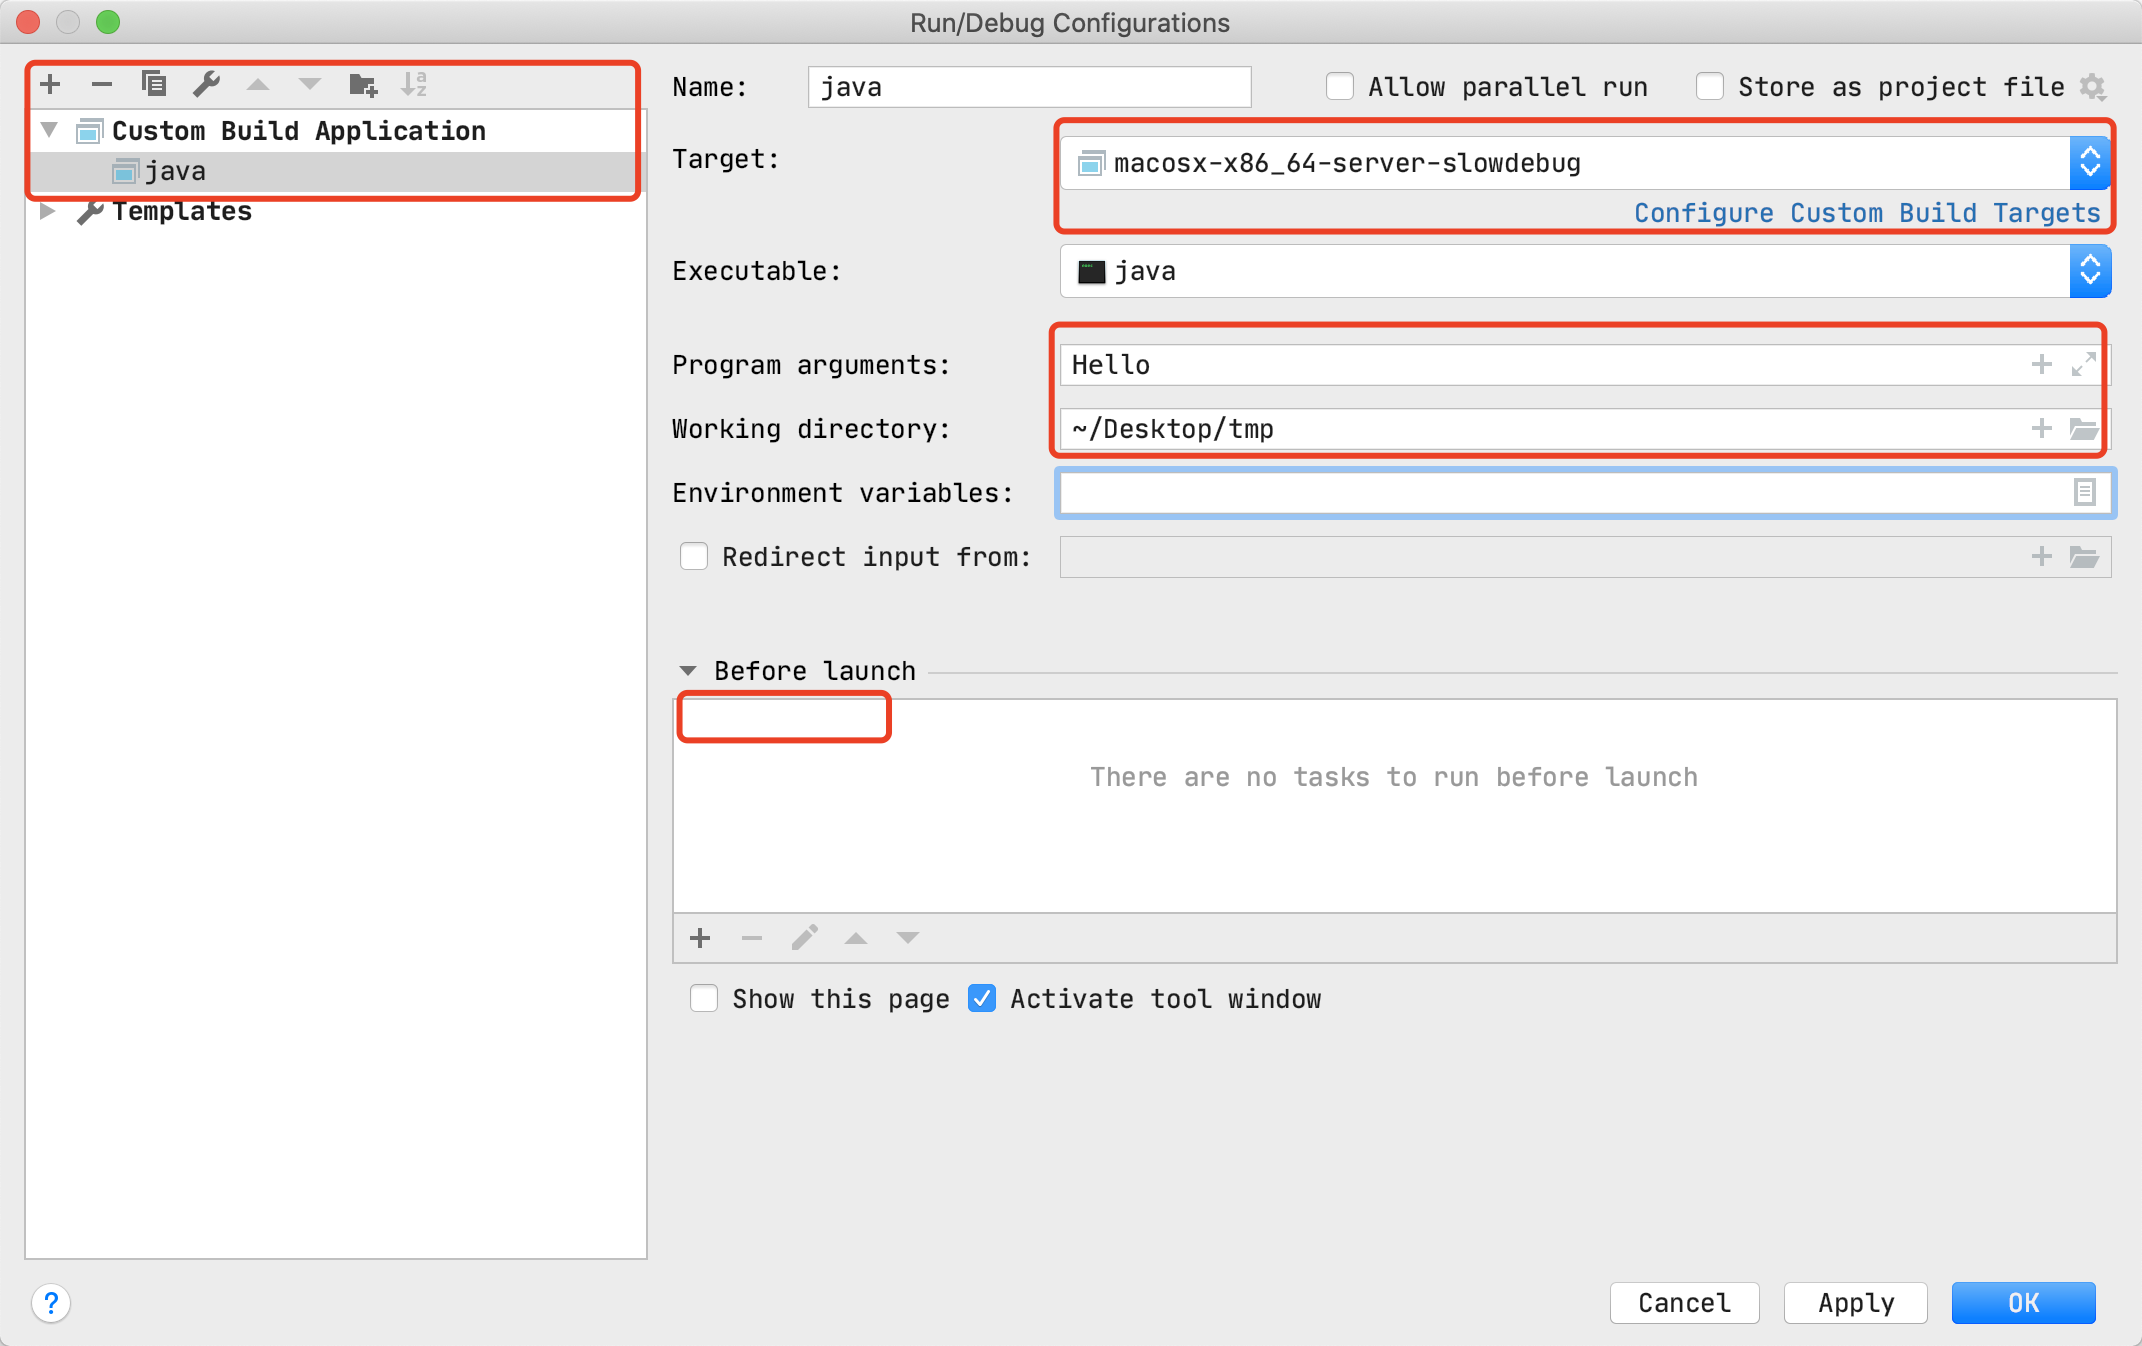 Run/Debug Configurations
Custom Build Application
java
Templates
Name: java Allow parallel run Store as project file
Target: macosx-x86_64-server-slowdebug
Configure Custom Build Targets
Executable: java
Program arguments: Hello
Working directory: ~/Desktop/tmp
Environment variables:
Redirect input from:
Before launch
There are no tasks to run before launch
Show this page Activate tool window
? Cancel Apply OK